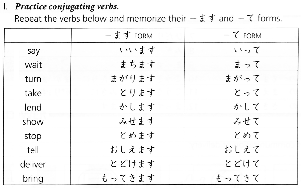 I. Practice conjugating verbs.
Repeat the verbs below and memorize their －ます and －て forms.
－ます FORM －て FORM
say いいます いって
wait まちます まって
turn まがります まがって
take とります とって
lend かします かして
show みせます みせて
stop とめます とめて
tell おしえます おしえて
deliver とどけます とどけて
bring もってきます もってきて